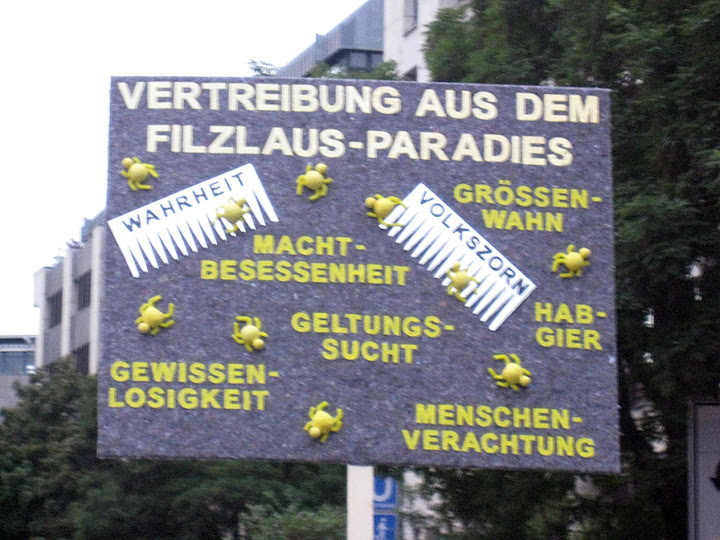 VERTREIBUNG AUS DEM
FILZLAUS-PARADIES
WAHRHEIT
VOLKSZORN
GRÖSSEN-
WAHN
MACHT-
BESESSENHEIT
HAB-
GIER
GELTUNGS-
SUCHT
GEWISSEN-
LOSIGKEIT
MENSCHEN-
VERACHTUNG
U